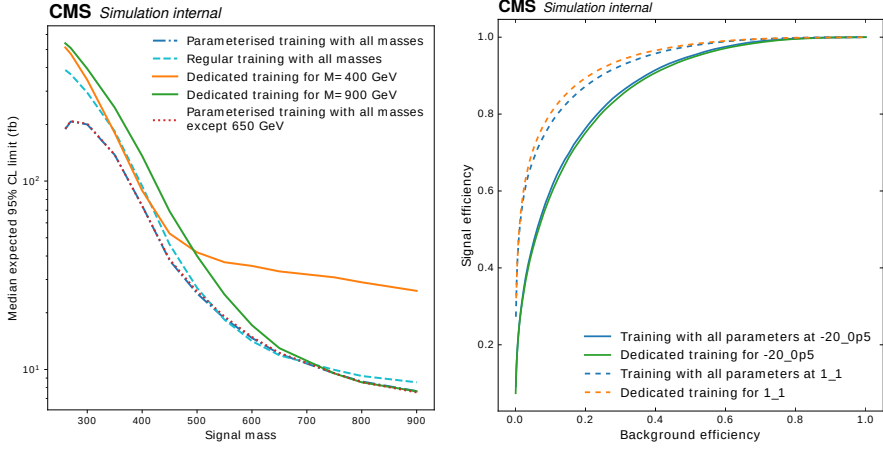 CMS Simulation internal
Parameterised training with all masses
Regular training with all masses
Dedicated training for M=400 GeV
Dedicated training for M=900 GeV
Parameterised training with all masses
except 650 GeV
Median expected 95% CL limit (fb)
10²
10¹
300 400 500 600 700 800 900
Signal mass
CMS Simulation internal
Signal efficiency
1.0
0.8
0.6
0.4
0.2
Training with all parameters at -20_0p5
Dedicated training for -20_0p5
Training with all parameters at 1_1
Dedicated training for 1_1
0.0 0.2 0.4 0.6 0.8 1.0
Background efficiency